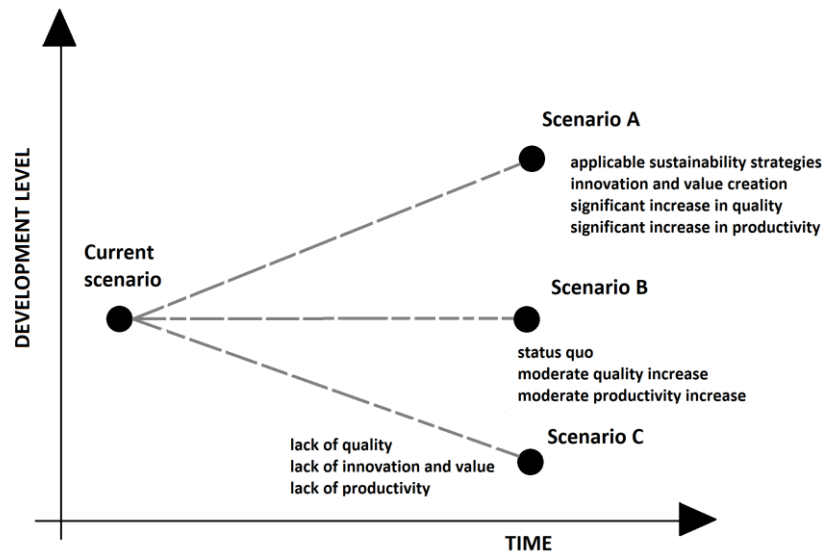 Scenario A
applicable sustainability strategies
innovation and value creation
significant increase in quality
significant increase in productivity
DEVELOPMENT LEVEL
Current
scenario
Scenario B
status quo
moderate quality increase
moderate productivity increase
Scenario C
lack of quality
lack of innovation and value
lack of productivity
TIME